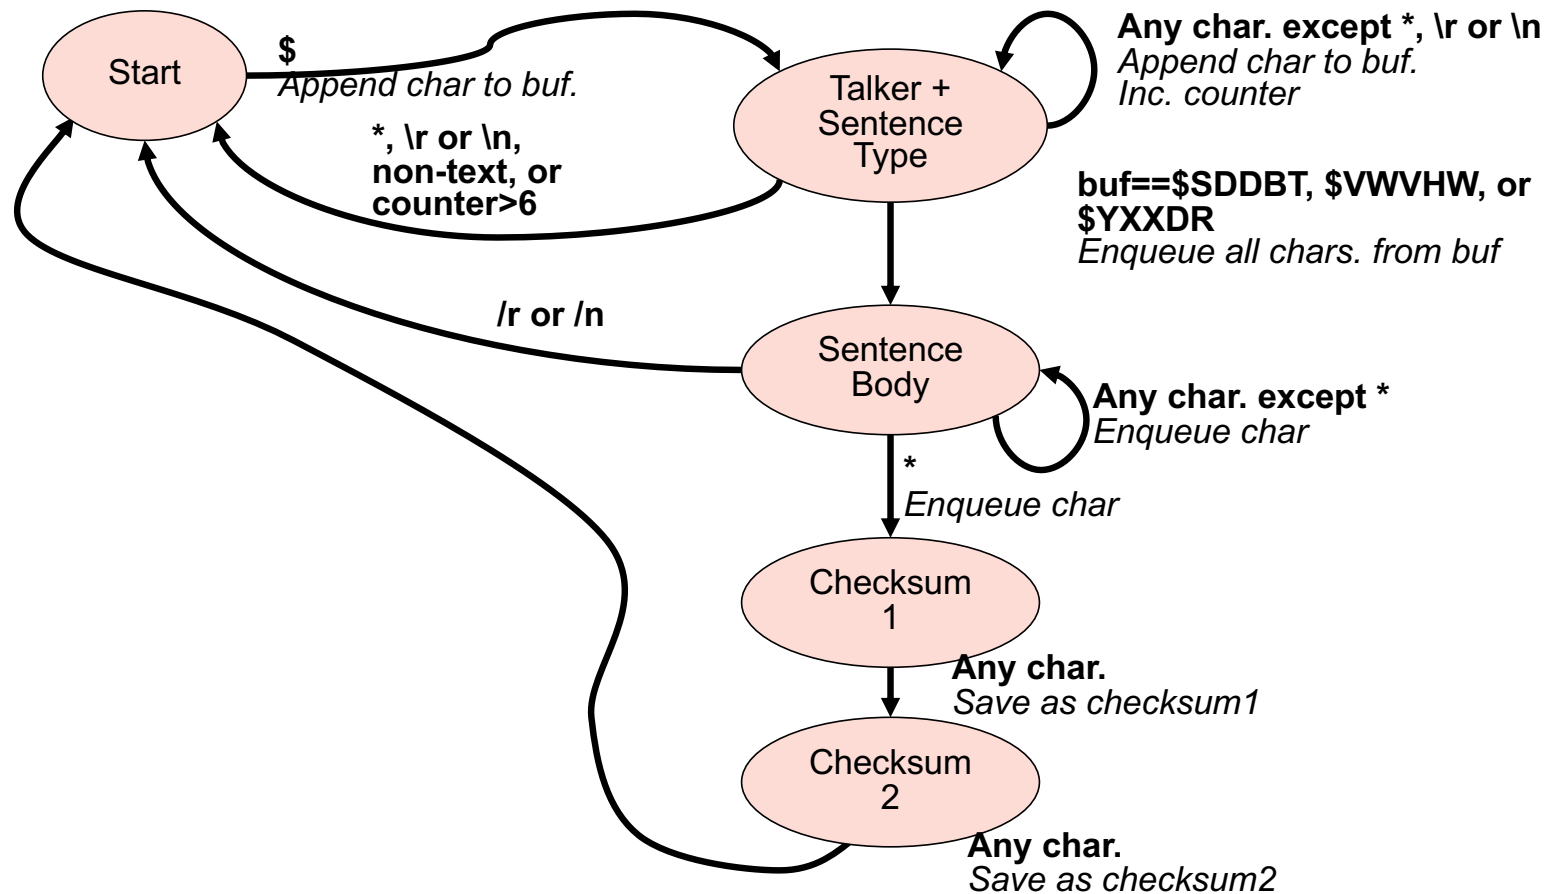 Start
$
Append char to buf.
Any char. except *, \r or \n
Append char to buf.
Inc. counter
Talker +
Sentence
Type
*, \r or \n,
non-text, or
counter>6
buf==$SDDBT, $VWVHW, or
$YXXDR
Enqueue all chars. from buf
/r or /n
Sentence
Body
Any char. except *
Enqueue char
*
Enqueue char
Checksum
1
Any char.
Save as checksum1
Checksum
2
Any char.
Save as checksum2